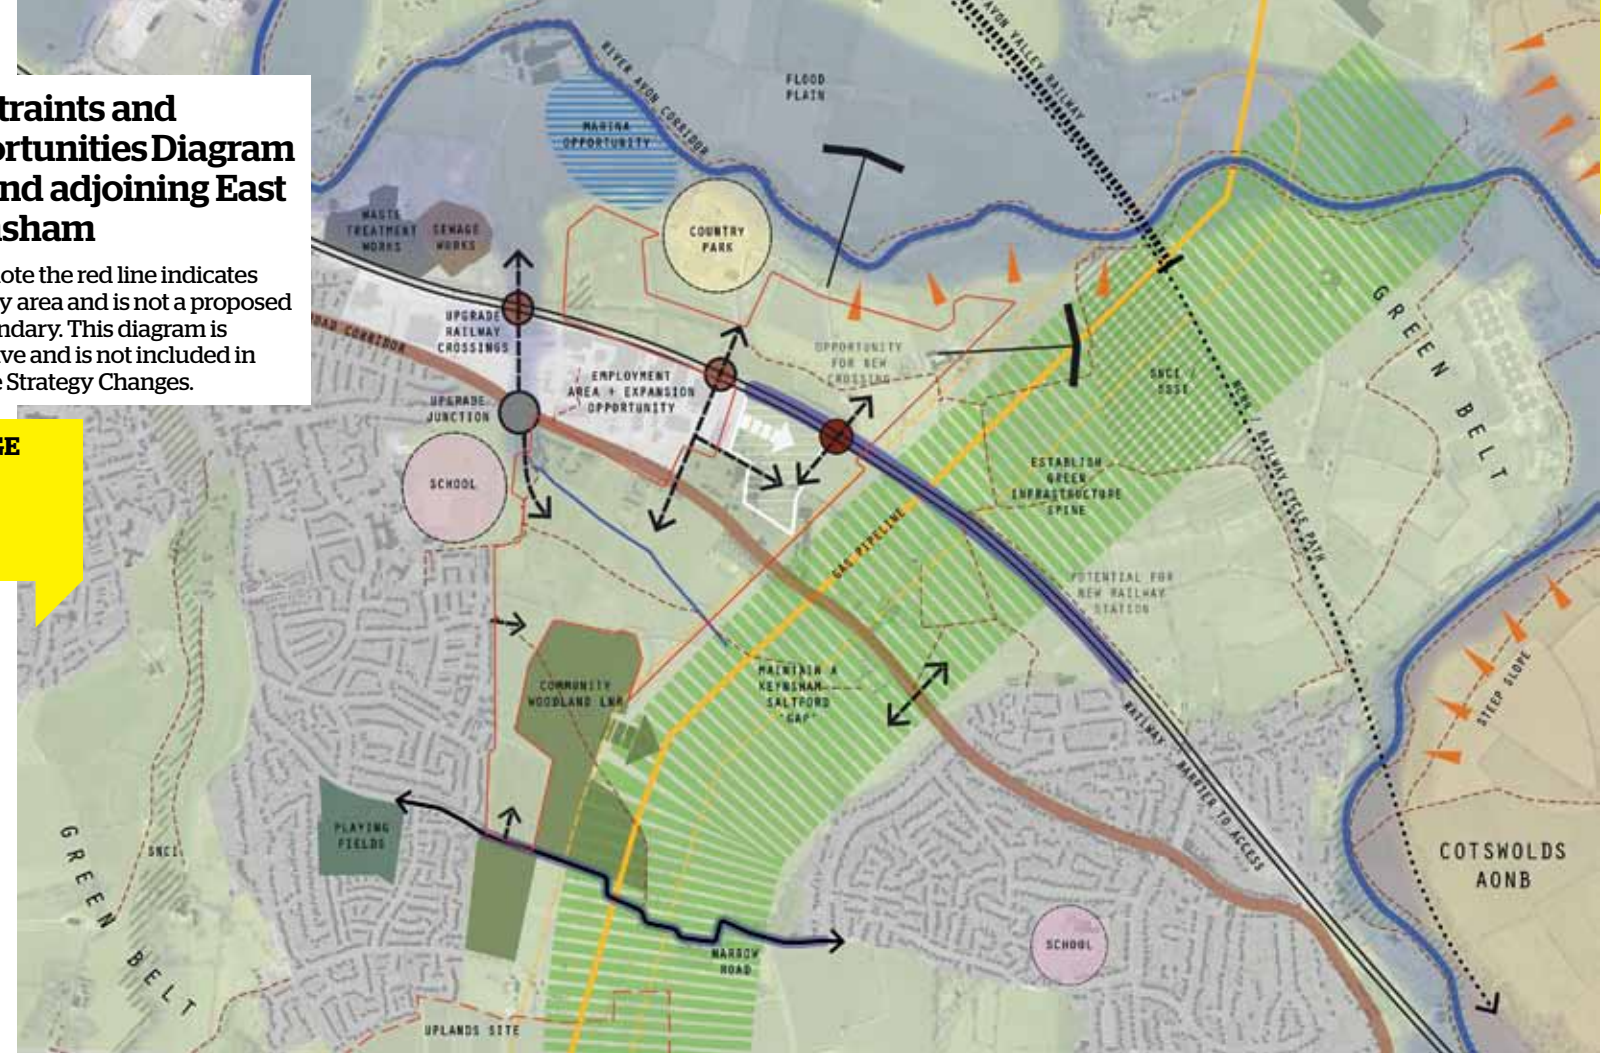 traints and
ortunities Diagram
nd adjoining East
sham
ote the red line indicates
y area and is not a proposed
ndary. This diagram is
ive and is not included in
e Strategy Changes.
GE
RIVER AVON CORRIDOR
FLOOD
PLAIN
AVON VALLEY RAILWAY
MARINA
OPPORTUNITY
WASTE
TREATMENT
WORKS
SEWAGE
WORKS
COUNTRY
PARK
ROAD CORRIDOR
UPGRADE
RAILWAY
CROSSINGS
UPGRADE
JUNCTION
EMPLOYMENT
AREA + EXPANSION
OPPORTUNITY
OPPORTUNITY
FOR NEW
CROSSING
SNCI /
SSSI
GREEN BELT
SCHOOL
ESTABLISH
GREEN
INFRASTRUCTURE
SPINE
RAILWAY CYCLE PATH
GAS PIPELINE
POTENTIAL FOR
NEW RAILWAY
STATION
MAINTAIN A
KEYNSHAM
SALTFORD
'GAP'
COMMUNITY
WOODLAND LNR
STEEP SLOPE
RAILWAY BARRIER TO ACCESS
PLAYING
FIELDS
SNCI
GREEN BELT
COTSWOLDS
AONB
NARROW
ROAD
SCHOOL
UPLANDS SITE